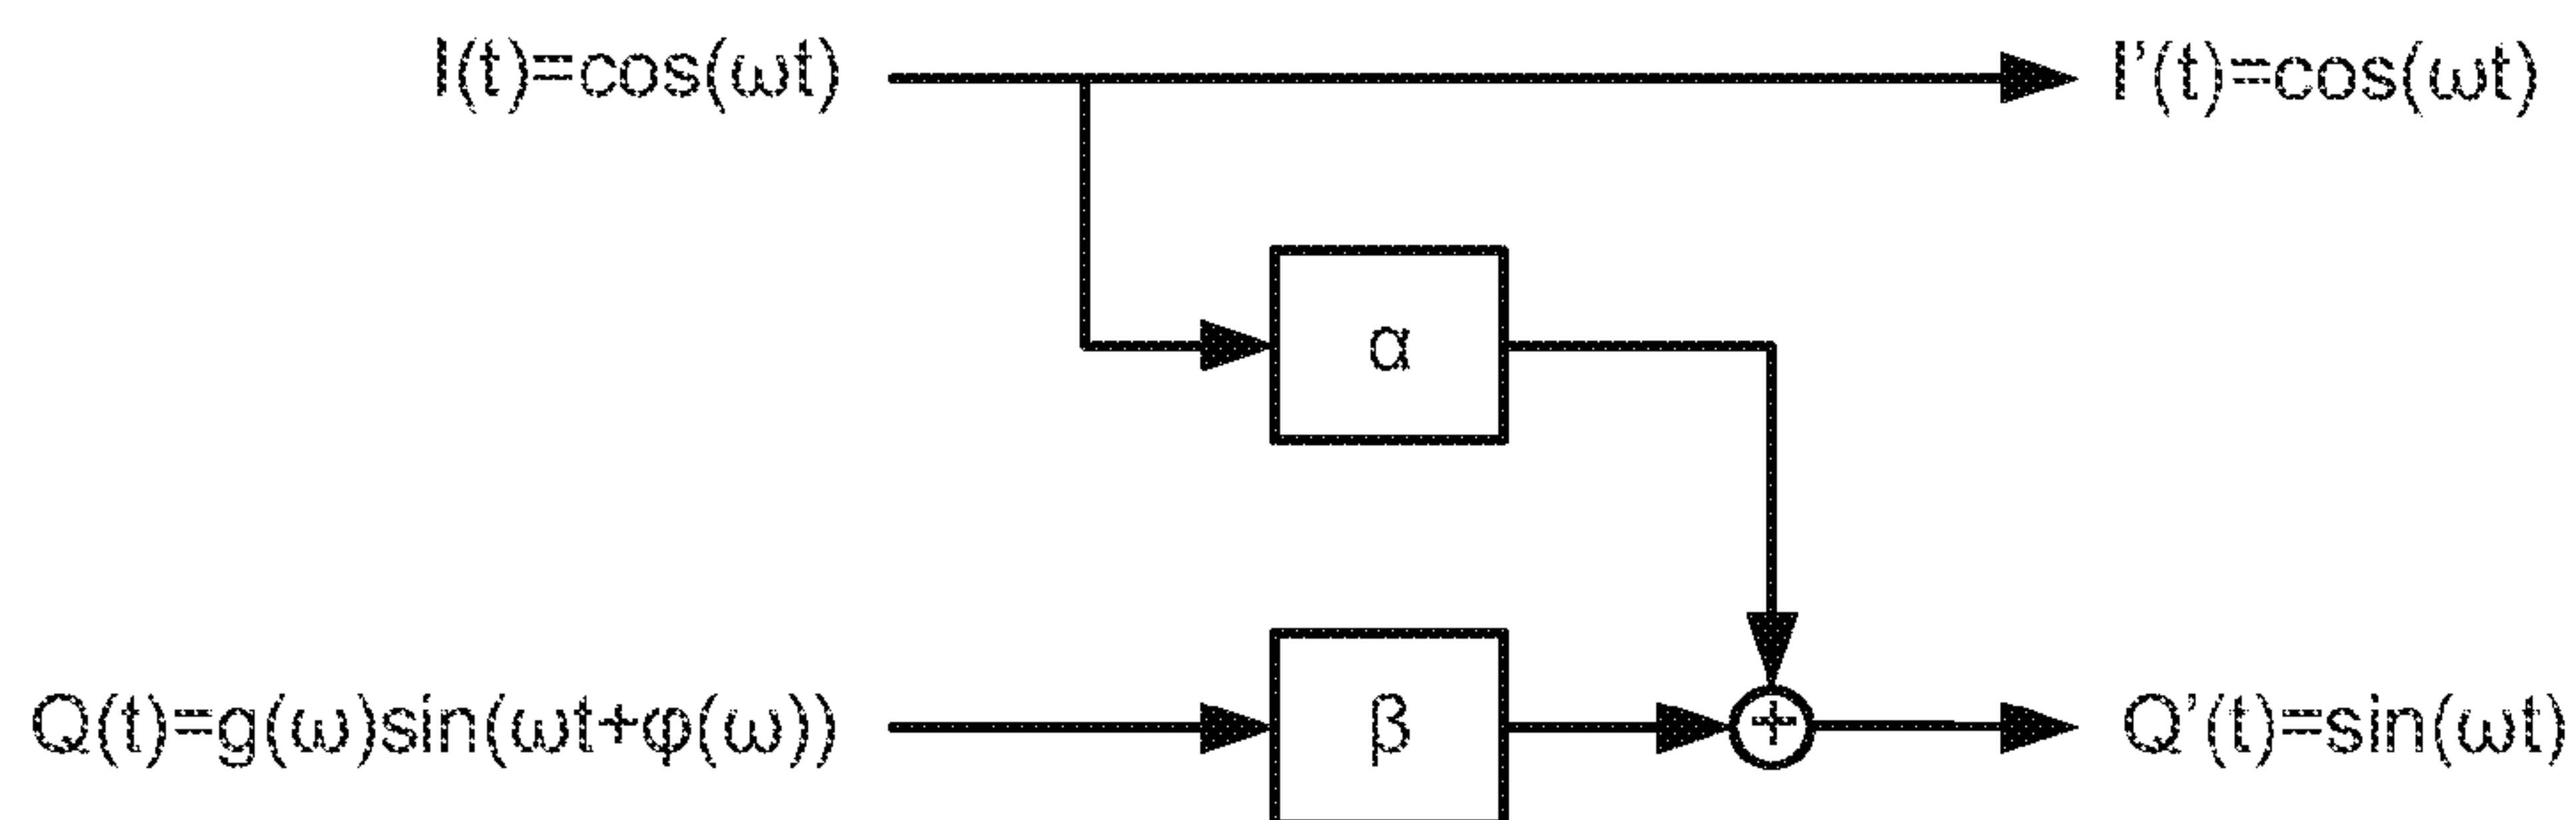 I(t)=cos(ωt)
I’(t)=cos(ωt)
α
Q(t)=g(ω)sin(ωt+φ(ω))
β
+
Q’(t)=sin(ωt)